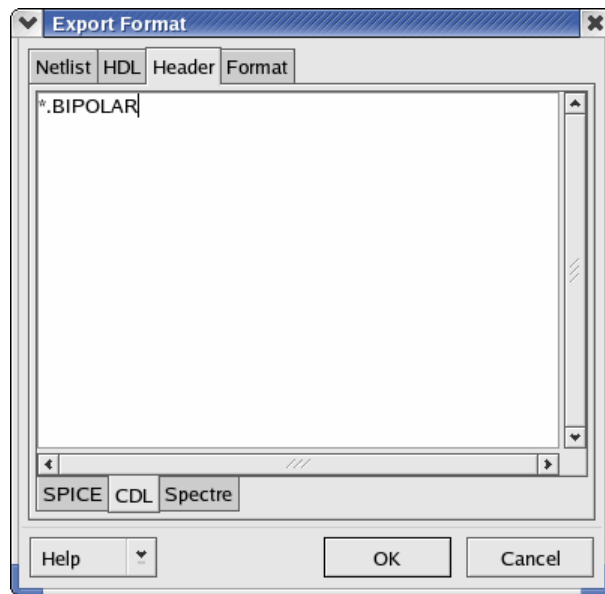 Export Format
Netlist HDL Header Format
*.BIPOLAR
SPICE CDL Spectre
Help OK Cancel